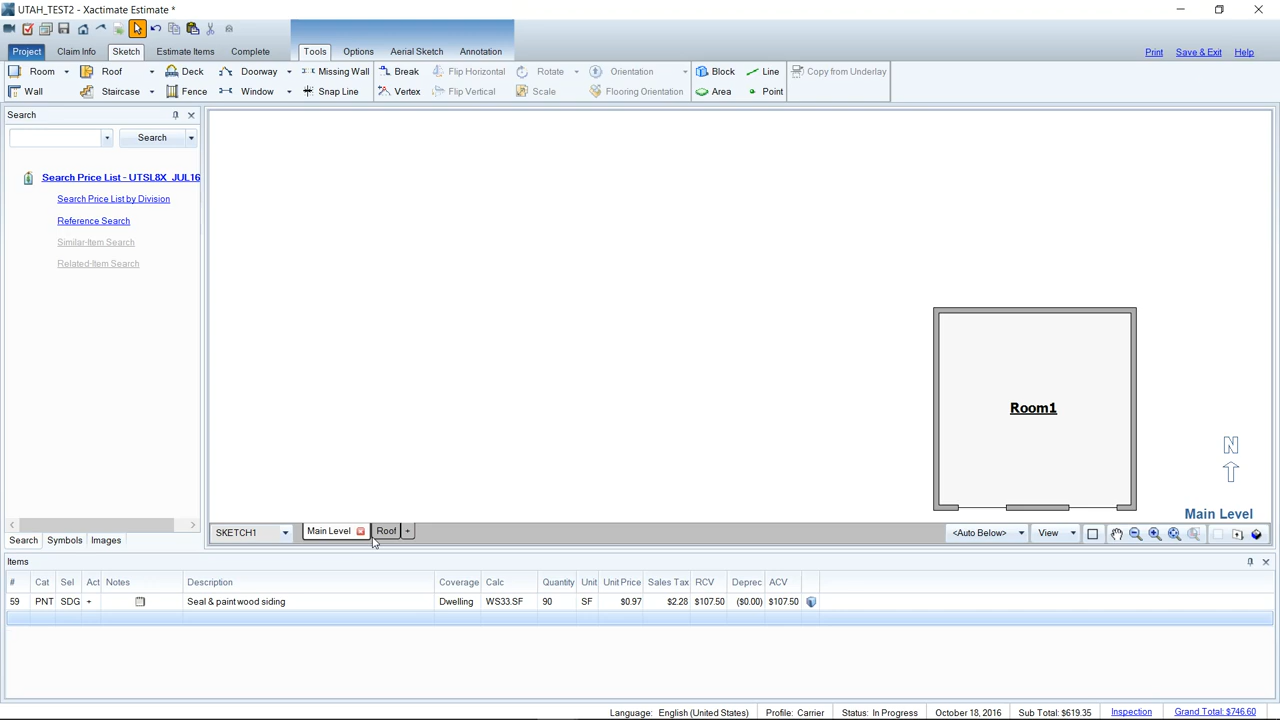 UTAH_TEST2 - Xactimate Estimate *
Project Claim Info Sketch Estimate Items Complete Tools Options Aerial Sketch Annotation Print Save & Exit Help
Room Roof Deck Doorway Missing Wall Break Flip Horizontal Rotate Orientation Block Line Copy from Underlay
Wall Staircase Fence Window Snap Line Vertex Flip Vertical Scale Flooring Orientation Area Point
Search
Search
Search Price List - UTSL8X_JUL16
Search Price List by Division
Reference Search
Similar-Item Search
Related-Item Search
Room1
N
Main Level
SKETCH1 Main Level Roof + <Auto Below> View
Search Symbols Images
Items
# Cat Sel Act Notes Description Coverage Calc Quantity Unit Unit Price Sales Tax RCV Deprec ACV
59 PNT SDG + Seal & paint wood siding Dwelling WS33.SF 90 SF $0.97 $2.28 $107.50 ($0.00) $107.50
Language: English (United States) Profile: Carrier Status: In Progress October 18, 2016 Sub Total: $619.35 Inspection Grand Total: $746.60